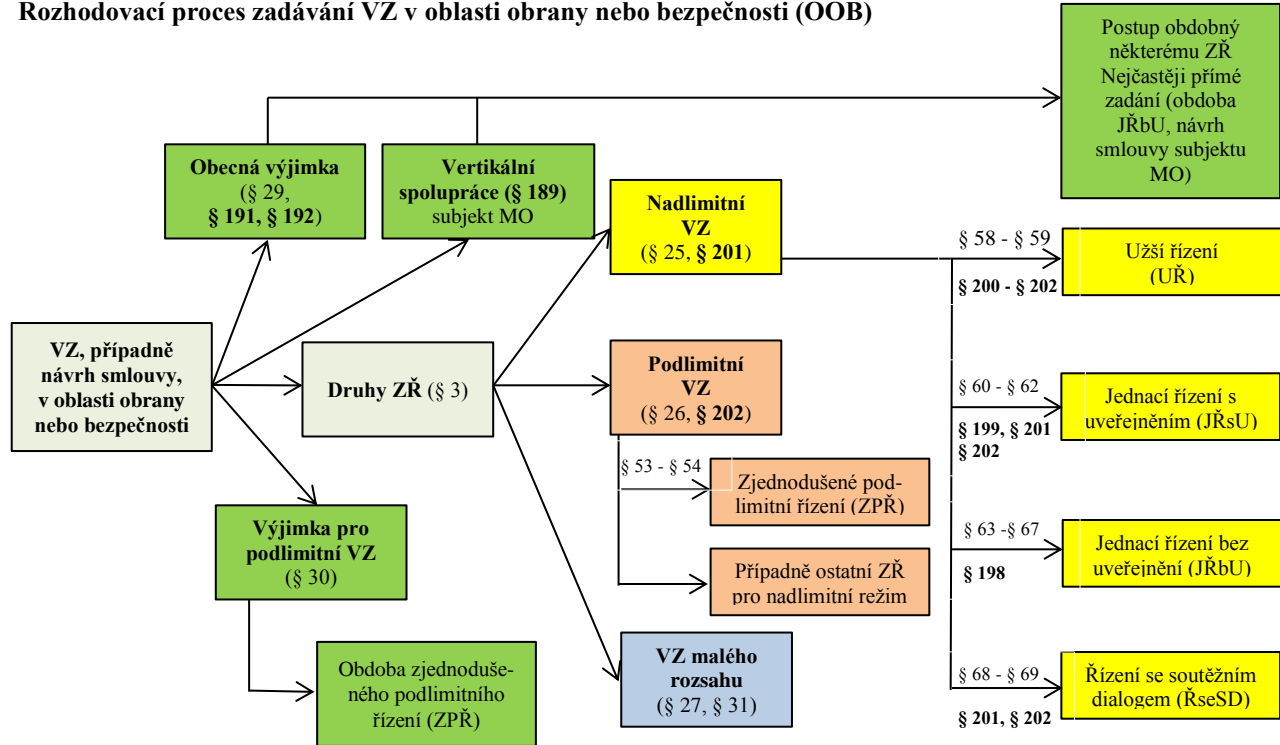 Rozhodovací proces zadávání VZ v oblasti obrany nebo bezpečnosti (OOB)
Postup obdobný
některému ZŘ
Nejčastěji přímé
zadání (obdoba
JŘbU, návrh
smlouvy subjektu
MO)
Obecná výjimka
(§ 29,
§ 191, § 192)
Vertikální
spolupráce (§ 189)
subjekt MO
Nadlimitní
VZ
(§ 25, § 201)
§ 58 - § 59
§ 200 - § 202
Užší řízení
(UŘ)
VZ, případně
návrh smlouvy,
v oblasti obrany
nebo bezpečnosti
Druhy ZŘ (§ 3)
Podlimitní
VZ
(§ 26, § 202)
§ 60 - § 62
§ 199, § 201
§ 202
Jednací řízení s
uveřejněním (JŘsU)
§ 53 - § 54
Zjednodušené pod-
limitní řízení (ZPŘ)
Výjimka pro
podlimitní VZ
(§ 30)
Případně ostatní ZŘ
pro nadlimitní režim
§ 63 -§ 67
§ 198
Jednací řízení bez
uveřejnění (JŘbU)
Obdoba zjednoduše-
ného podlimitního
řízení (ZPŘ)
VZ malého
rozsahu
(§ 27, § 31)
§ 68 - § 69
§ 201, § 202
Řízení se soutěžním
dialogem (ŘseSD)